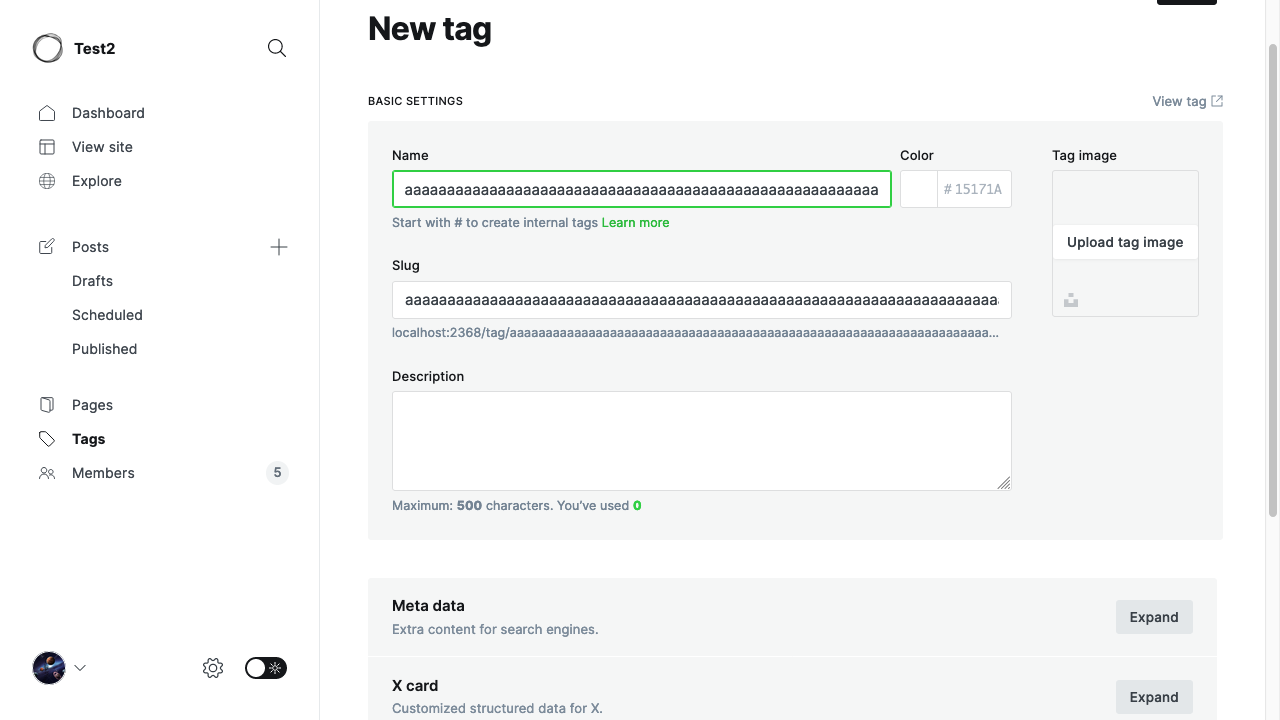 Test2
Dashboard
View site
Explore
Posts
Drafts
Scheduled
Published
Pages
Tags
Members
5
New tag
BASIC SETTINGS
View tag
Name
aaaaaaaaaaaaaaaaaaaaaaaaaaaaaaaaaaaaaaaaaaaaaaaaaaaaaaaa
Start with # to create internal tags Learn more
Color
# 15171A
Tag image
Upload tag image
Slug
aaaaaaaaaaaaaaaaaaaaaaaaaaaaaaaaaaaaaaaaaaaaaaaaaaaaaaaaaaaaaaaaaaaaaa
localhost:2368/tag/aaaaaaaaaaaaaaaaaaaaaaaaaaaaaaaaaaaaaaaaaaaaaaaaaaaaaaaaaaaaaaaaaaa...
Description
Maximum: 500 characters. You’ve used 0
Meta data
Extra content for search engines.
Expand
X card
Customized structured data for X.
Expand